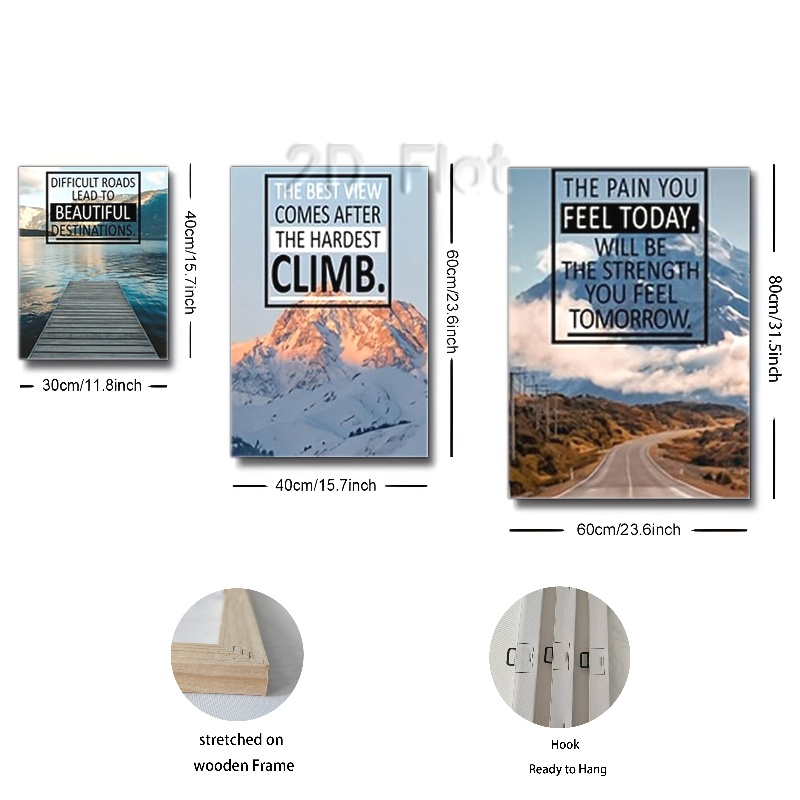 2D Flat
DIFFICULT ROADS
LEAD TO
BEAUTIFUL
DESTINATIONS.
40cm/15.7inch
30cm/11.8inch
THE BEST VIEW
COMES AFTER
THE HARDEST
CLIMB.
60cm/23.6inch
40cm/15.7inch
THE PAIN YOU
FEEL TODAY,
WILL BE
THE STRENGTH
YOU FEEL
TOMORROW.
80cm/31.5inch
60cm/23.6inch
stretched on
wooden Frame
Hook
Ready to Hang